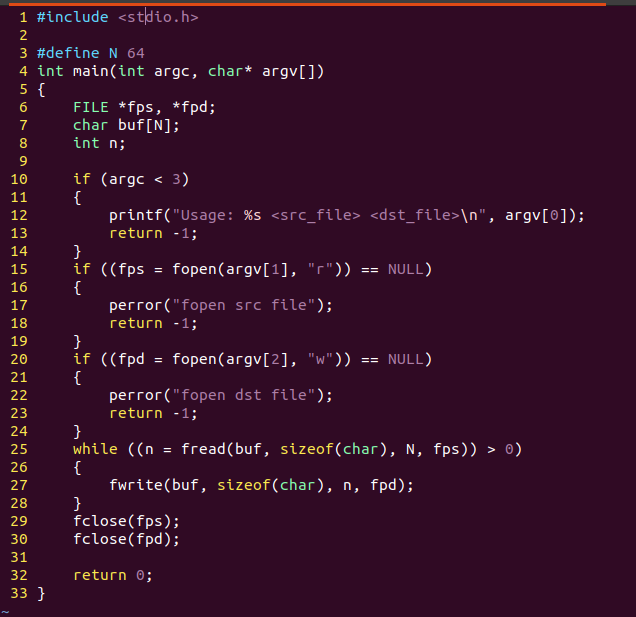 1 #include <stdio.h>
2
3 #define N 64
4 int main(int argc, char* argv[])
5 {
6     FILE *fps, *fpd;
7     char buf[N];
8     int n;
9
10     if (argc < 3)
11     {
12         printf("Usage: %s <src_file> <dst_file>\n", argv[0]);
13         return -1;
14     }
15     if ((fps = fopen(argv[1], "r")) == NULL)
16     {
17         perror("fopen src file");
18         return -1;
19     }
20     if ((fpd = fopen(argv[2], "w")) == NULL)
21     {
22         perror("fopen dst file");
23         return -1;
24     }
25     while ((n = fread(buf, sizeof(char), N, fps)) > 0)
26     {
27         fwrite(buf, sizeof(char), n, fpd);
28     }
29     fclose(fps);
30     fclose(fpd);
31
32     return 0;
33 }
~